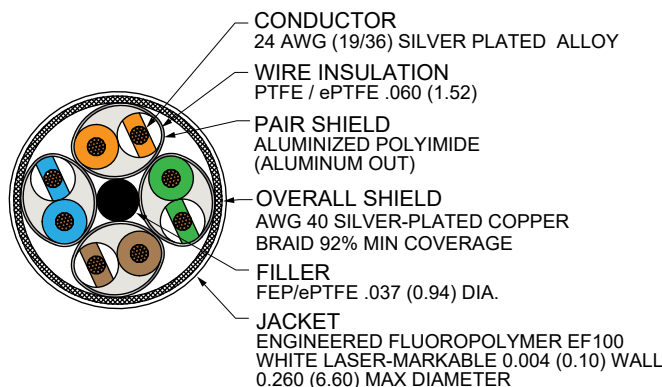 CONDUCTOR
24 AWG (19/36) SILVER PLATED ALLOY
WIRE INSULATION
PTFE / ePTFE .060 (1.52)
PAIR SHIELD
ALUMINIZED POLYIMIDE
(ALUMINUM OUT)
OVERALL SHIELD
AWG 40 SILVER-PLATED COPPER
BRAID 92% MIN COVERAGE
FILLER
FEP/ePTFE .037 (0.94) DIA.
JACKET
ENGINEERED FLUOROPOLYMER EF100
WHITE LASER-MARKABLE 0.004 (0.10) WALL
0.260 (6.60) MAX DIAMETER